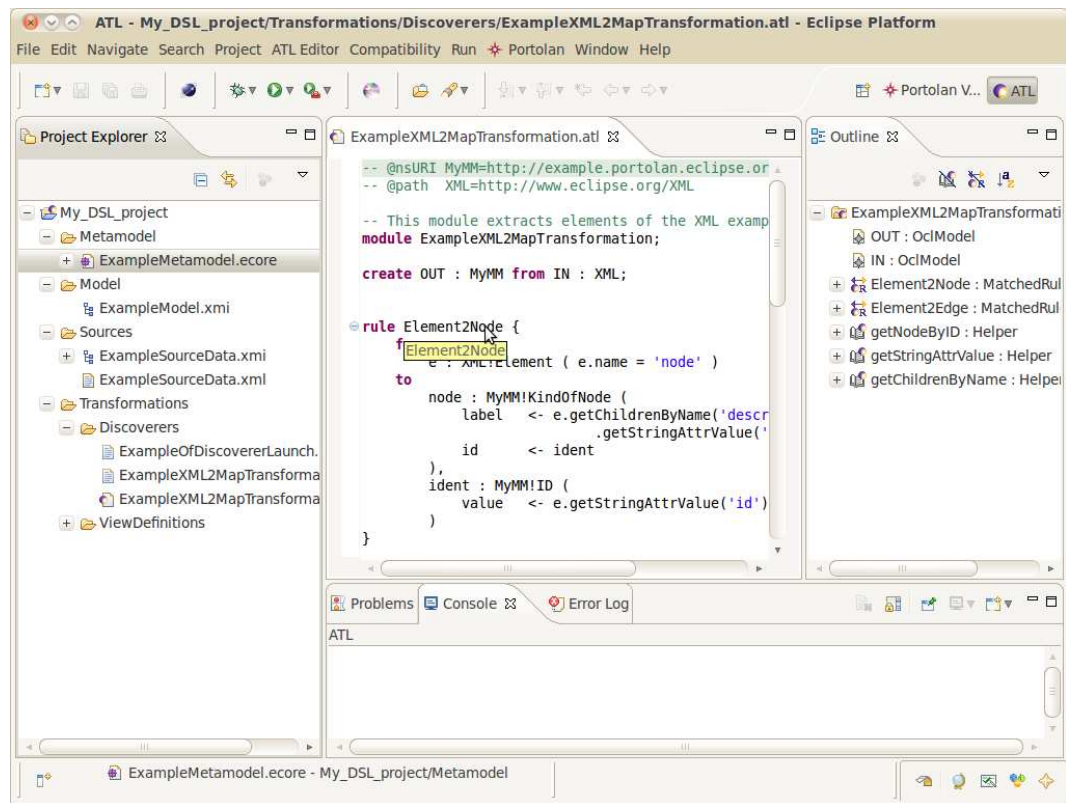 ATL - My_DSL_project/Transformations/Discoverers/ExampleXML2MapTransformation.atl - Eclipse Platform
File Edit Navigate Search Project ATL Editor Compatibility Run Portolan Window Help
Portolan V... ATL
Project Explorer
My_DSL_project
Metamodel
ExampleMetamodel.ecore
Model
ExampleModel.xmi
Sources
ExampleSourceData.xmi
ExampleSourceData.xml
Transformations
Discoverers
ExampleOfDiscovererLaunch.
ExampleXML2MapTransforma
ExampleXML2MapTransforma
ViewDefinitions
ExampleXML2MapTransformation.atl
-- @nsURI MyMM=http://example.portolan.eclipse.or
-- @path XML=http://www.eclipse.org/XML
-- This module extracts elements of the XML examp
module ExampleXML2MapTransformation;
create OUT : MyMM from IN : XML;
rule Element2Node {
f
Element2Node
e : XML!Element ( e.name = 'node' )
to
node : MyMM!KindOfNode (
label <- e.getChildrenByName('descr
.getStringAttrValue('
id <- ident
),
ident : MyMM!ID (
value <- e.getStringAttrValue('id')
)
}
Outline
ExampleXML2MapTransformati
OUT : OclModel
IN : OclModel
Element2Node : MatchedRul
Element2Edge : MatchedRul
getNodeByID : Helper
getStringAttrValue : Helper
getChildrenByName : Helper
Problems Console Error Log
ATL
ExampleMetamodel.ecore - My_DSL_project/Metamodel